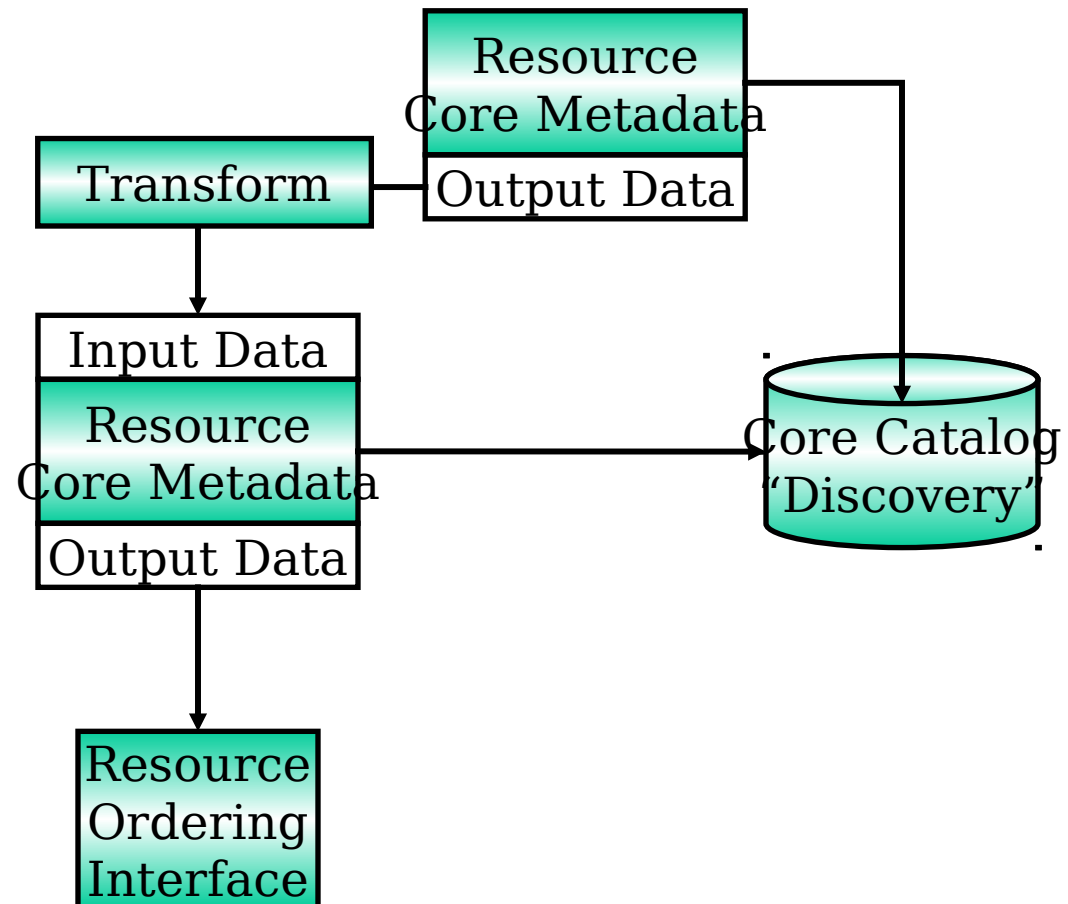 Resource
Core Metadata
Output Data
Transform
Input Data
Resource
Core Metadata
Output Data
Core Catalog
“Discovery”
Resource
Ordering
Interface